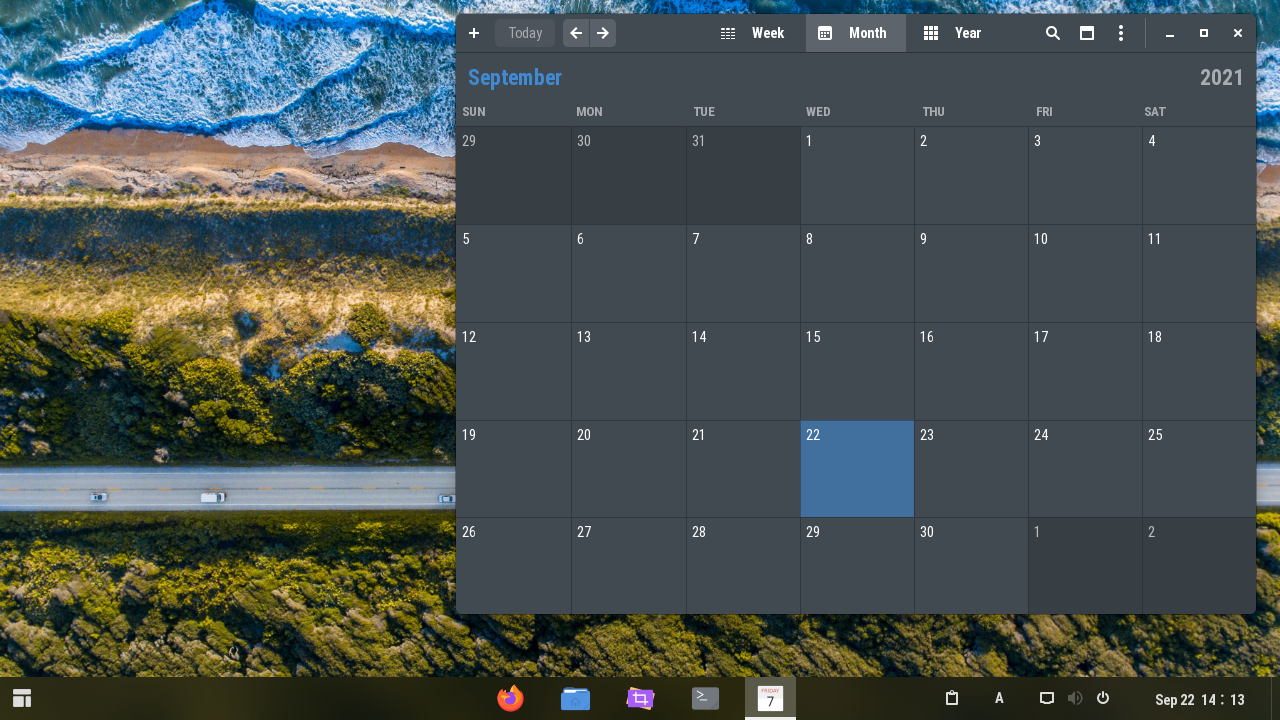 Today Week Month Year
September 2021
SUN MON TUE WED THU FRI SAT
29 30 31 1 2 3 4
5 6 7 8 9 10 11
12 13 14 15 16 17 18
19 20 21 22 23 24 25
26 27 28 29 30 1 2
FRIDAY
7
A
Sep 22 14 : 13